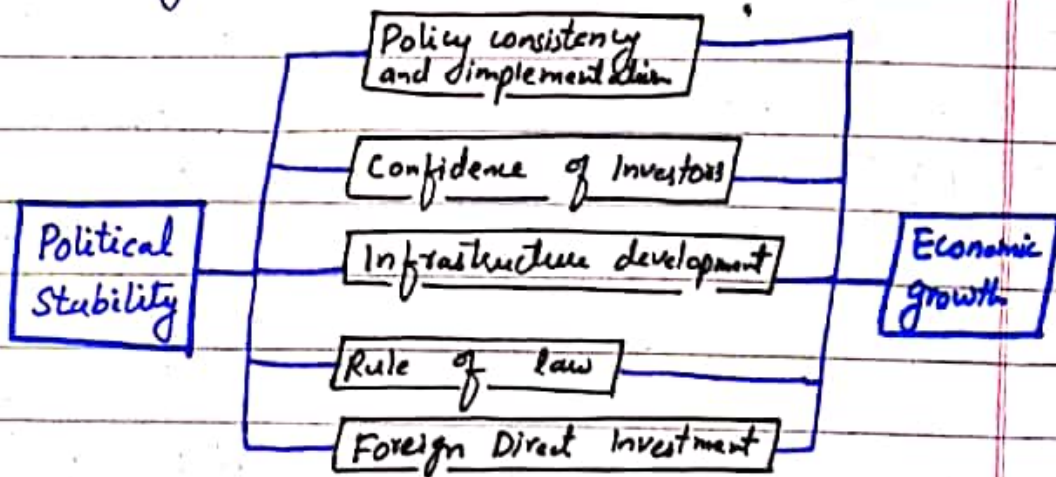 Policy consistency
and implementation
Confidence of Investors
Political
Stability
Infrastructure development
Economic
growth
Rule of law
Foreign Direct Investment